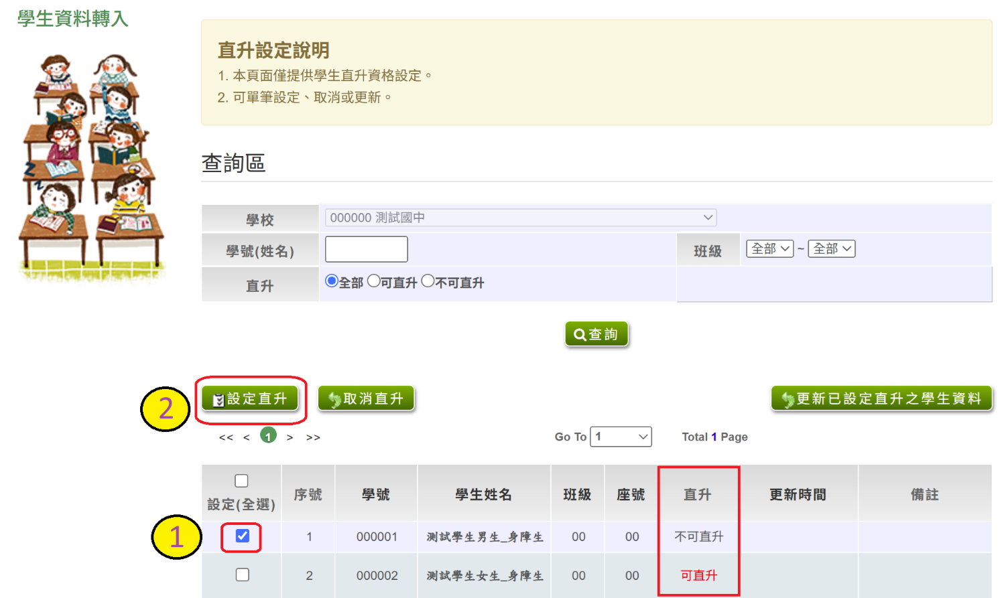 學生資料轉入
直升設定說明
1. 本頁面僅提供學生直升資格設定。
2. 可單筆設定、取消或更新。
查詢區
學校 000000 測試國中
學號(姓名) 班級 全部 ~ 全部
直升 全部 可直升 不可直升
查詢
2 設定直升 取消直升 更新已設定直升之學生資料
<< < 1 > >> Go To 1 Total 1 Page
設定(全選) 序號 學號 學生姓名 班級 座號 直升 更新時間 備註
1 1 000001 測試學生男生_身障生 00 00 不可直升
2 000002 測試學生女生_身障生 00 00 可直升